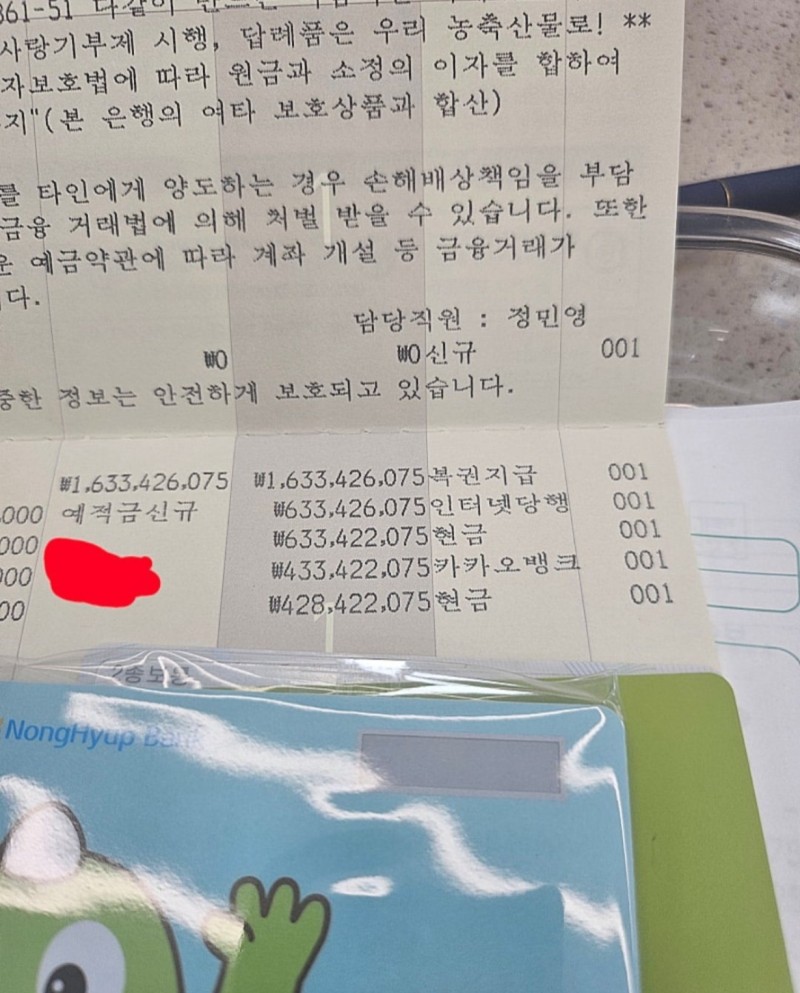 861-51 다같이
사랑기부제 시행, 답례품은 우리 농축산물로! **
자보호법에 따라 원금과 소정의 이자를 합하여
지"(본 은행의 여타 보호상품과 합산)
를 타인에게 양도하는 경우 손해배상책임을 부담
금융 거래법에 의해 처벌 받을 수 있습니다. 또한
운 예금약관에 따라 계좌 개설 등 금융거래가
다.
담당직원 : 정민영
₩0 ₩0신규 001
중한 정보는 안전하게 보호되고 있습니다.
₩1,633,426,075 ₩1,633,426,075복권지급 001
,000 예적금신규 ₩633,426,075인터넷당행 001
000 ₩633,422,075현금 001
000 ₩433,422,075카카오뱅크 001
00 ₩428,422,075현금 001
NongHyup Bank